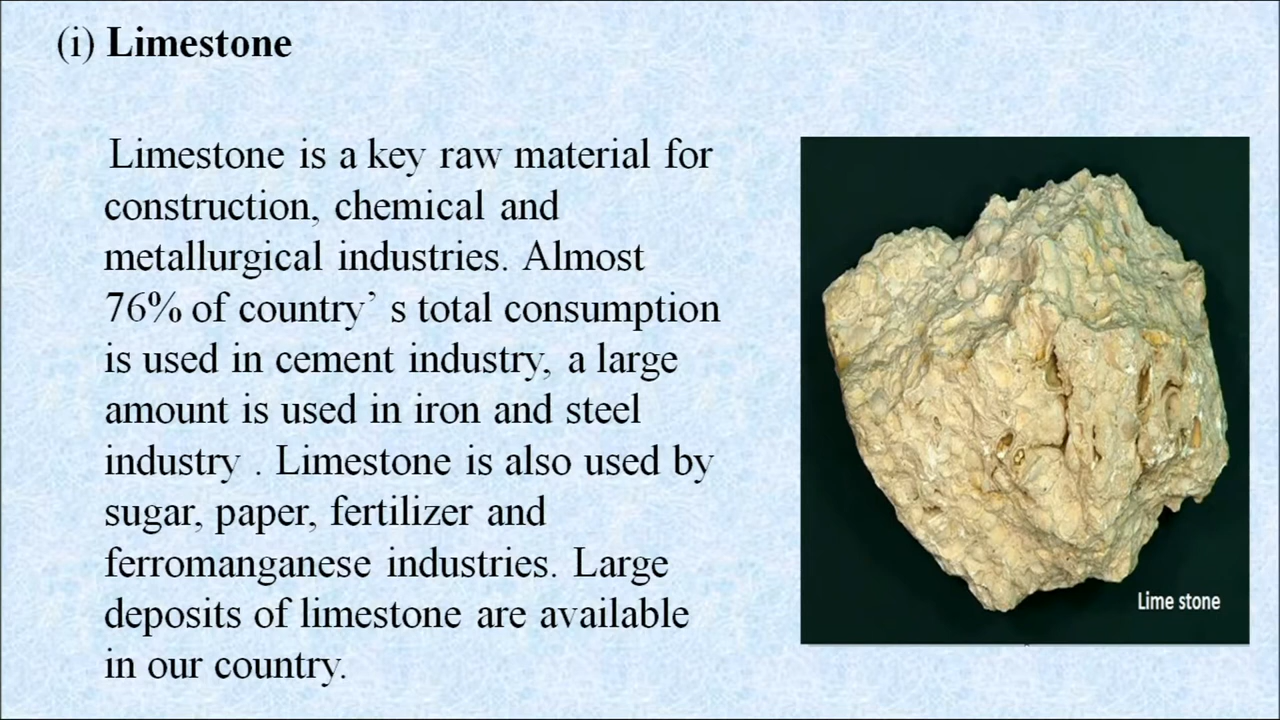 (i) Limestone
Limestone is a key raw material for
construction, chemical and
metallurgical industries. Almost
76% of country’ s total consumption
is used in cement industry, a large
amount is used in iron and steel
industry . Limestone is also used by
sugar, paper, fertilizer and
ferromanganese industries. Large
deposits of limestone are available
in our country.
Lime stone